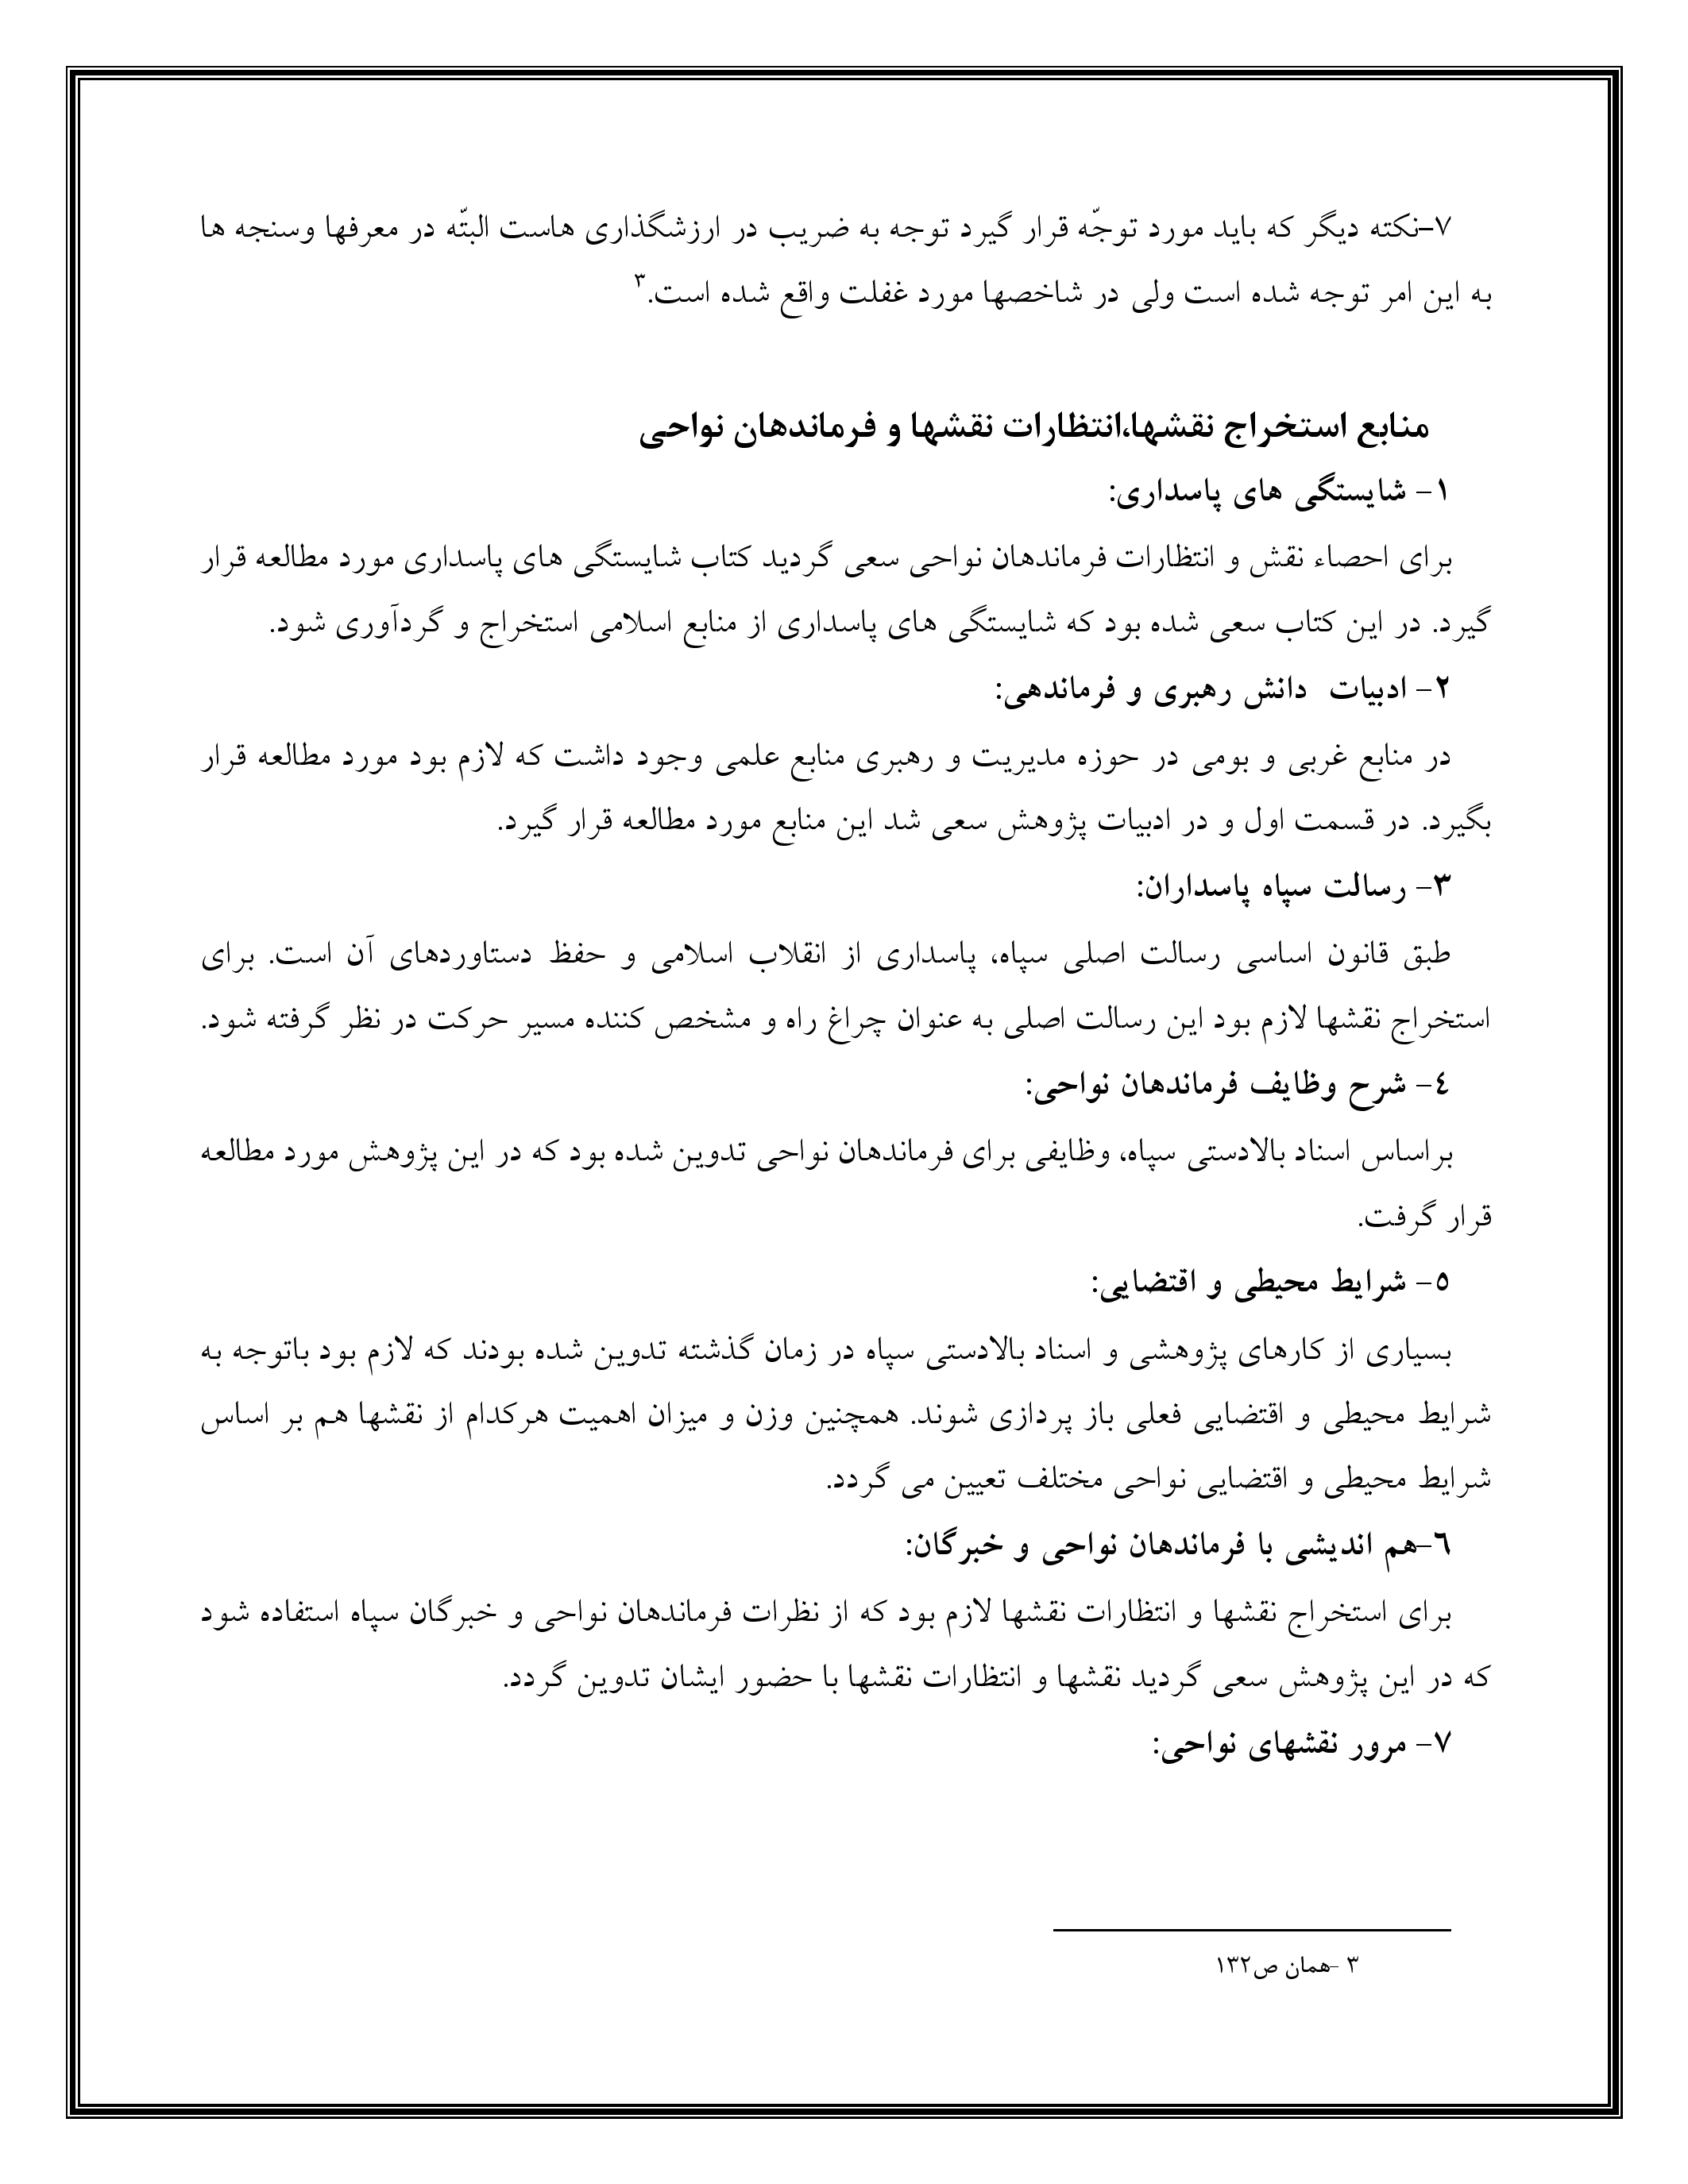 ۷-نکته دیگر که باید مورد توجّه قرار گیرد توجه به ضریب در ارزشگذاری هاست البتّه در معرفها وسنجه ها
به این امر توجه شده است ولی در شاخصها مورد غفلت واقع شده است.۳
منابع استخراج نقشها،انتظارات نقشها و فرماندهان نواحی
۱- شایستگی های پاسداری:
برای احصاء نقش و انتظارات فرماندهان نواحی سعی گردید کتاب شایستگی های پاسداری مورد مطالعه قرار
گیرد. در این کتاب سعی شده بود که شایستگی های پاسداری از منابع اسلامی استخراج و گردآوری شود.
۲- ادبیات دانش رهبری و فرماندهی:
در منابع غربی و بومی در حوزه مدیریت و رهبری منابع علمی وجود داشت که لازم بود مورد مطالعه قرار
بگیرد. در قسمت اول و در ادبیات پژوهش سعی شد این منابع مورد مطالعه قرار گیرد.
۳- رسالت سپاه پاسداران:
طبق قانون اساسی رسالت اصلی سپاه، پاسداری از انقلاب اسلامی و حفظ دستاوردهای آن است. برای
استخراج نقشها لازم بود این رسالت اصلی به عنوان چراغ راه و مشخص کننده مسیر حرکت در نظر گرفته شود.
٤- شرح وظایف فرماندهان نواحی:
براساس اسناد بالادستی سپاه، وظایفی برای فرماندهان نواحی تدوین شده بود که در این پژوهش مورد مطالعه
قرار گرفت.
٥- شرایط محیطی و اقتضایی:
بسیاری از کارهای پژوهشی و اسناد بالادستی سپاه در زمان گذشته تدوین شده بودند که لازم بود باتوجه به
شرایط محیطی و اقتضایی فعلی باز پردازی شوند. همچنین وزن و میزان اهمیت هرکدام از نقشها هم بر اساس
شرایط محیطی و اقتضایی نواحی مختلف تعیین می گردد.
٦-هم اندیشی با فرماندهان نواحی و خبرگان:
برای استخراج نقشها و انتظارات نقشها لازم بود که از نظرات فرماندهان نواحی و خبرگان سپاه استفاده شود
که در این پژوهش سعی گردید نقشها و انتظارات نقشها با حضور ایشان تدوین گردد.
۷- مرور نقشهای نواحی:
۳ -همان ص۱۳۲